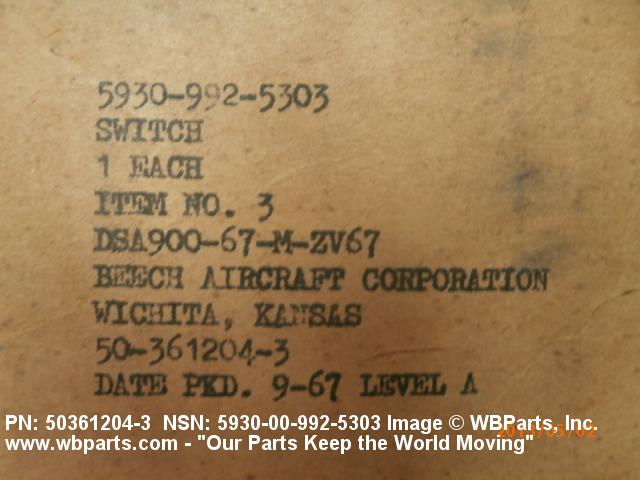 5930-992-5303
SWITCH
1 EACH
ITEM NO. 3
DSA900-67-M-ZV67
BEECH AIRCRAFT CORPORATION
WICHITA, KANSAS
50-361204-3
DATE PKD. 9-67 LEVEL A
PN: 50361204-3 NSN: 5930-00-992-5303 Image © WBParts, Inc.
www.wbparts.com - "Our Parts Keep the World Moving"